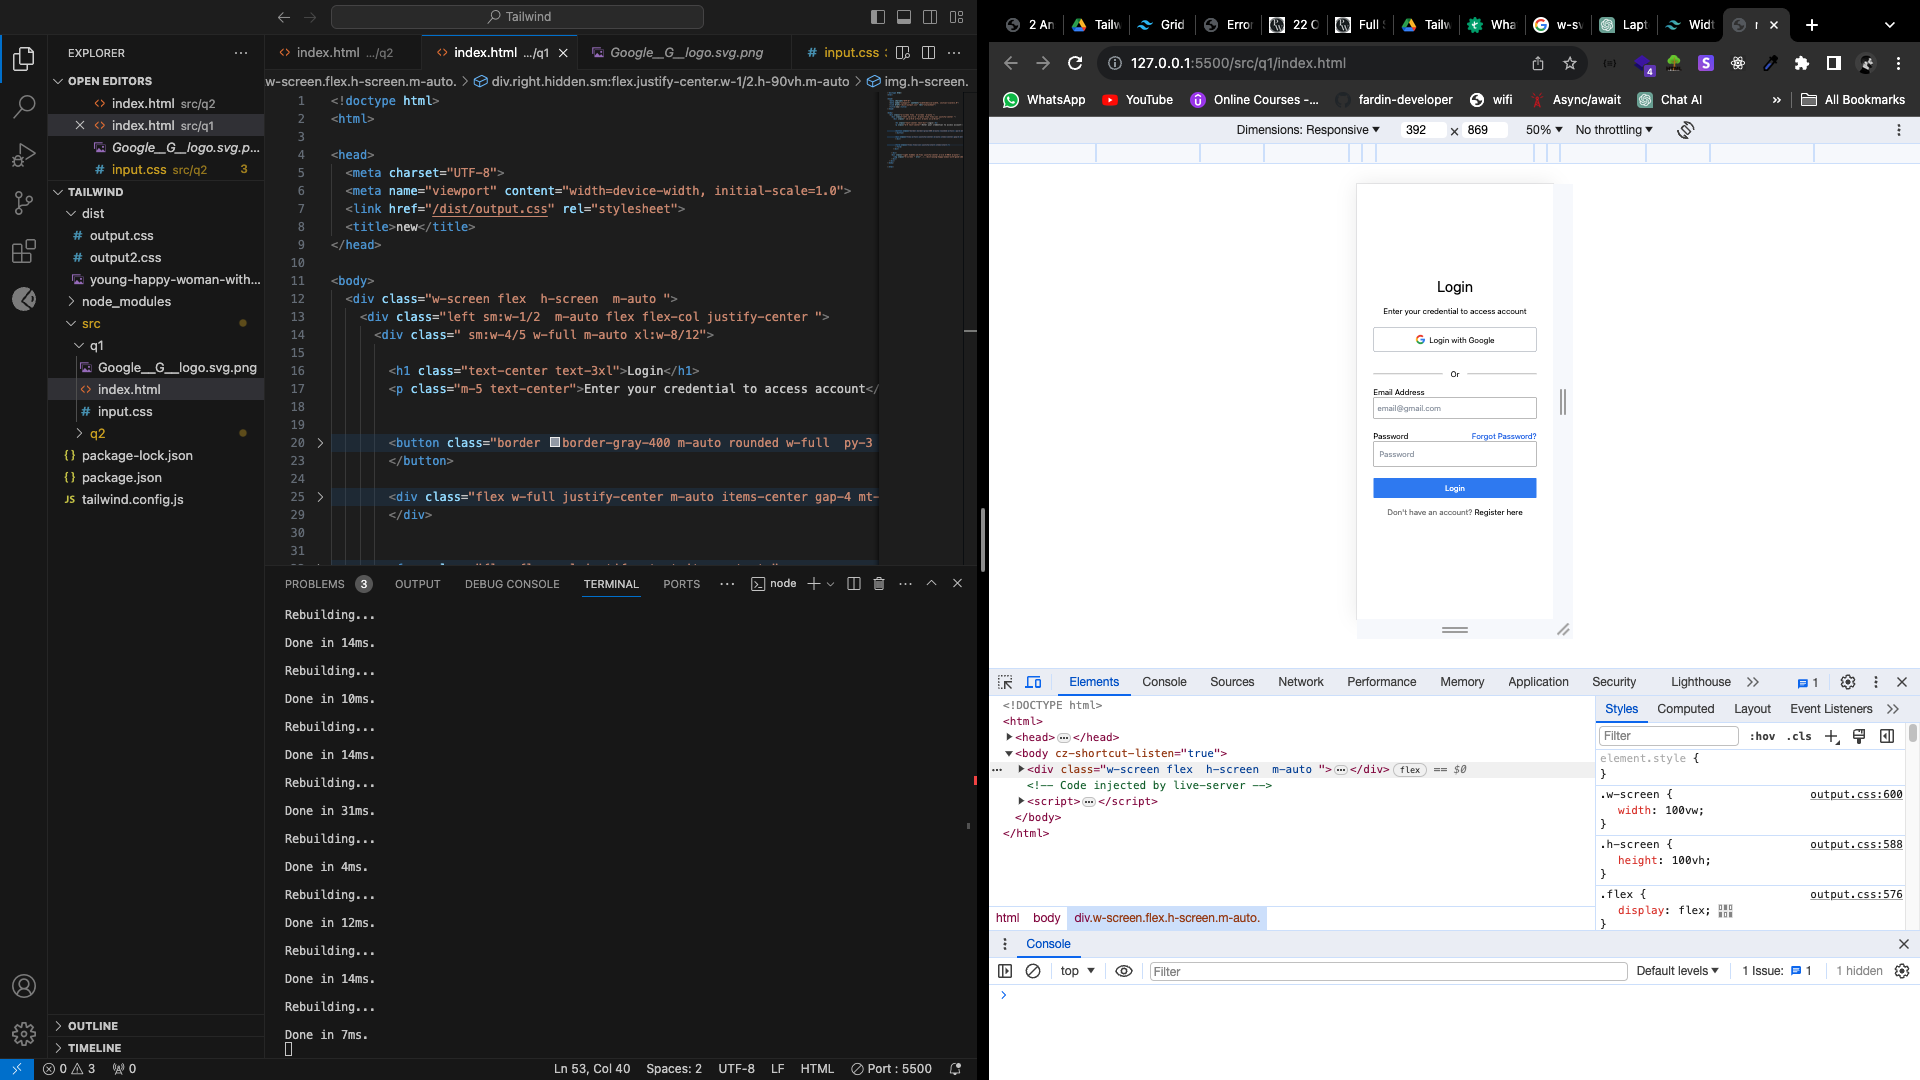 Tailwind
EXPLORER
OPEN EDITORS
index.html src/q2
index.html src/q1
Google__G__logo.svg.p...
input.css src/q2 3
TAILWIND
dist
output.css
output2.css
young-happy-woman-with...
node_modules
src
q1
Google__G__logo.svg.png
index.html
input.css
q2
package-lock.json
package.json
JS tailwind.config.js
OUTLINE
TIMELINE
index.html .../q2
index.html .../q1
Google__G__logo.svg.png
input.css
w-screen.flex.h-screen.m-auto. > div.right.hidden.sm:flex.justify-center.w-1/2.h-90vh.m-auto > img.h-screen.
1 <!doctype html>
2 <html>
3
4 <head>
5 <meta charset="UTF-8">
6 <meta name="viewport" content="width=device-width, initial-scale=1.0">
7 <link href="/dist/output.css" rel="stylesheet">
8 <title>new</title>
9 </head>
10
11 <body>
12 <div class="w-screen flex  h-screen  m-auto ">
13 <div class="left sm:w-1/2  m-auto flex flex-col justify-center ">
14 <div class=" sm:w-4/5 w-full m-auto xl:w-8/12">
15
16 <h1 class="text-center text-3xl">Login</h1>
17 <p class="m-5 text-center">Enter your credential to access account</
18
19
20 <button class="border border-gray-400 m-auto rounded w-full  py-3
23 </button>
24
25 <div class="flex w-full justify-center m-auto items-center gap-4 mt-
29 </div>
30
31
PROBLEMS 3 OUTPUT DEBUG CONSOLE TERMINAL PORTS node
Rebuilding...
Done in 14ms.
Rebuilding...
Done in 10ms.
Rebuilding...
Done in 14ms.
Rebuilding...
Done in 31ms.
Rebuilding...
Done in 4ms.
Rebuilding...
Done in 12ms.
Rebuilding...
Done in 14ms.
Rebuilding...
Done in 7ms.
0 3 0 Ln 53, Col 40 Spaces: 2 UTF-8 LF HTML Port : 5500
2 An Tailw Grid Error 22 C Full Tailw Wha w-sv Lapt Widt
127.0.0.1:5500/src/q1/index.html
4 S
WhatsApp YouTube Online Courses -... fardin-developer wifi Async/await Chat AI » All Bookmarks
Dimensions: Responsive 392 x 869 50% No throttling
Login
Enter your credential to access account
Login with Google
Or
Email Address
email@gmail.com
Password Forgot Password?
Password
Login
Don't have an account? Register here
Elements Console Sources Network Performance Memory Application Security Lighthouse 1
<!DOCTYPE html>
<html>
<head>…</head>
<body cz-shortcut-listen="true">
<div class="w-screen flex  h-screen  m-auto ">…</div> flex == $0
<!-- Code injected by live-server -->
<script>…</script>
</body>
</html>
html body div.w-screen.flex.h-screen.m-auto.
Styles Computed Layout Event Listeners
Filter :hov .cls
element.style {
}
.w-screen { output.css:600
width: 100vw;
}
.h-screen { output.css:588
height: 100vh;
}
.flex { output.css:576
display: flex;
}
Console
top Filter Default levels 1 Issue: 1 1 hidden